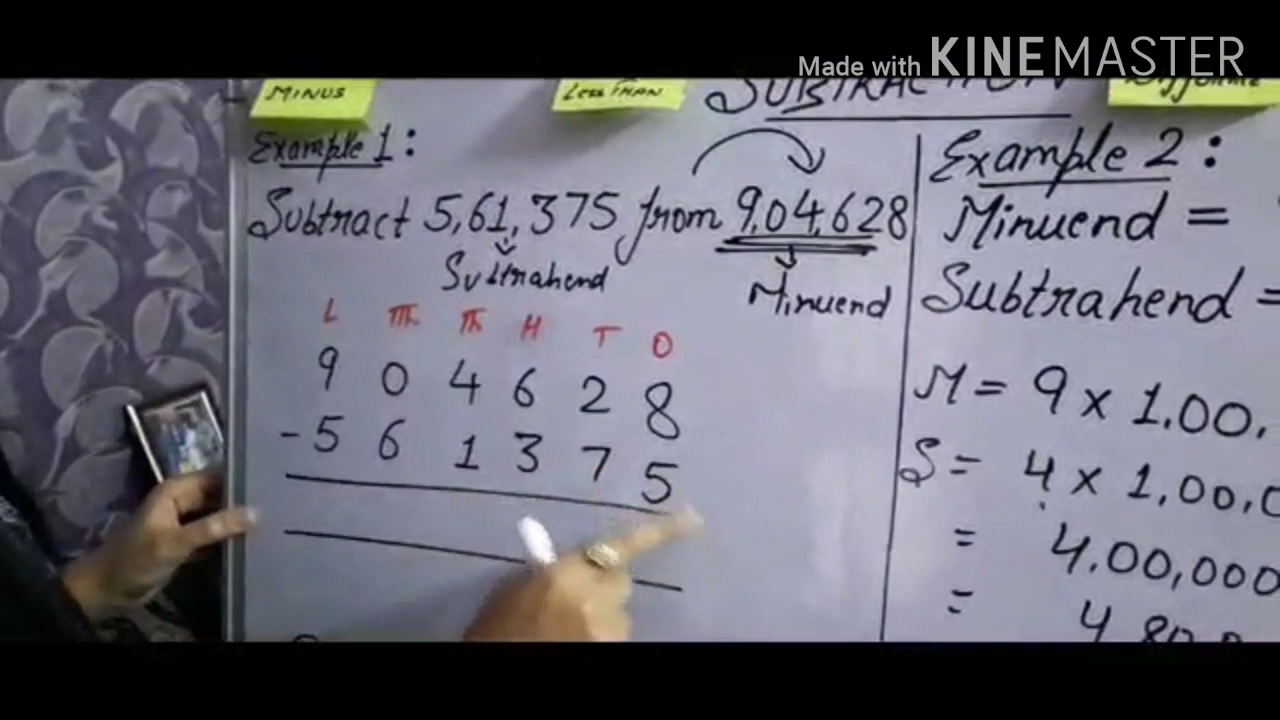 Made with KINEMASTER
MINUS
Less THAN
SUBTRACTION
Example 1:
Subtract 5,61,375 from 9,04,628
Subtrahend
Minuend
L TTh Th H T O
9 0 4 6 2 8
- 5 6 1 3 7 5
Example 2:
Minuend =
Subtrahend =
M = 9 x 1,00,
S = 4 x 1,00,0
= 4,00,000
= 4